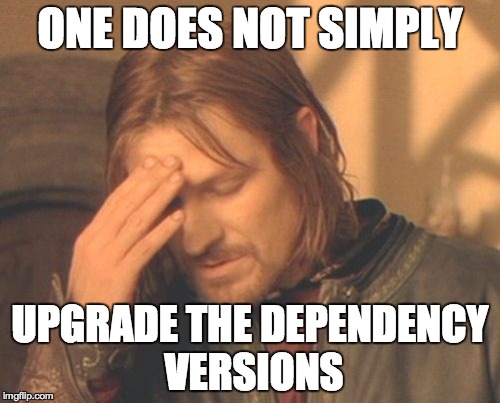 ONE DOES NOT SIMPLY
UPGRADE THE DEPENDENCY
VERSIONS
imgflip.com